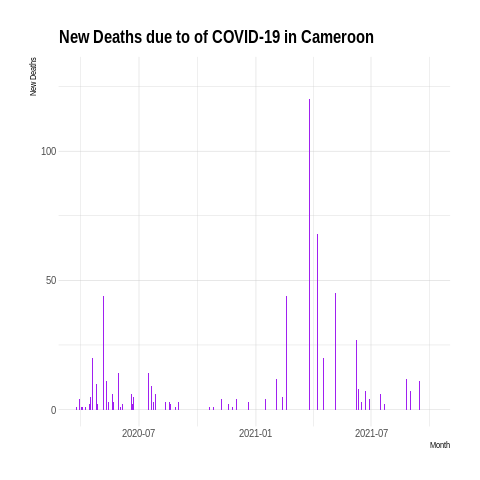 New Deaths due to of COVID-19 in Cameroon
New Deaths
100
50
0
2020-07
2021-01
2021-07
Month